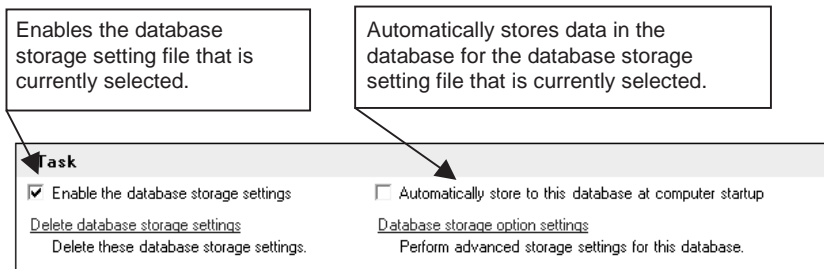 Enables the database
storage setting file that is
currently selected.
Automatically stores data in the
database for the database storage
setting file that is currently selected.
Task
Enable the database storage settings
Automatically store to this database at computer startup
Delete database storage settings
Database storage option settings
Delete these database storage settings.
Perform advanced storage settings for this database.